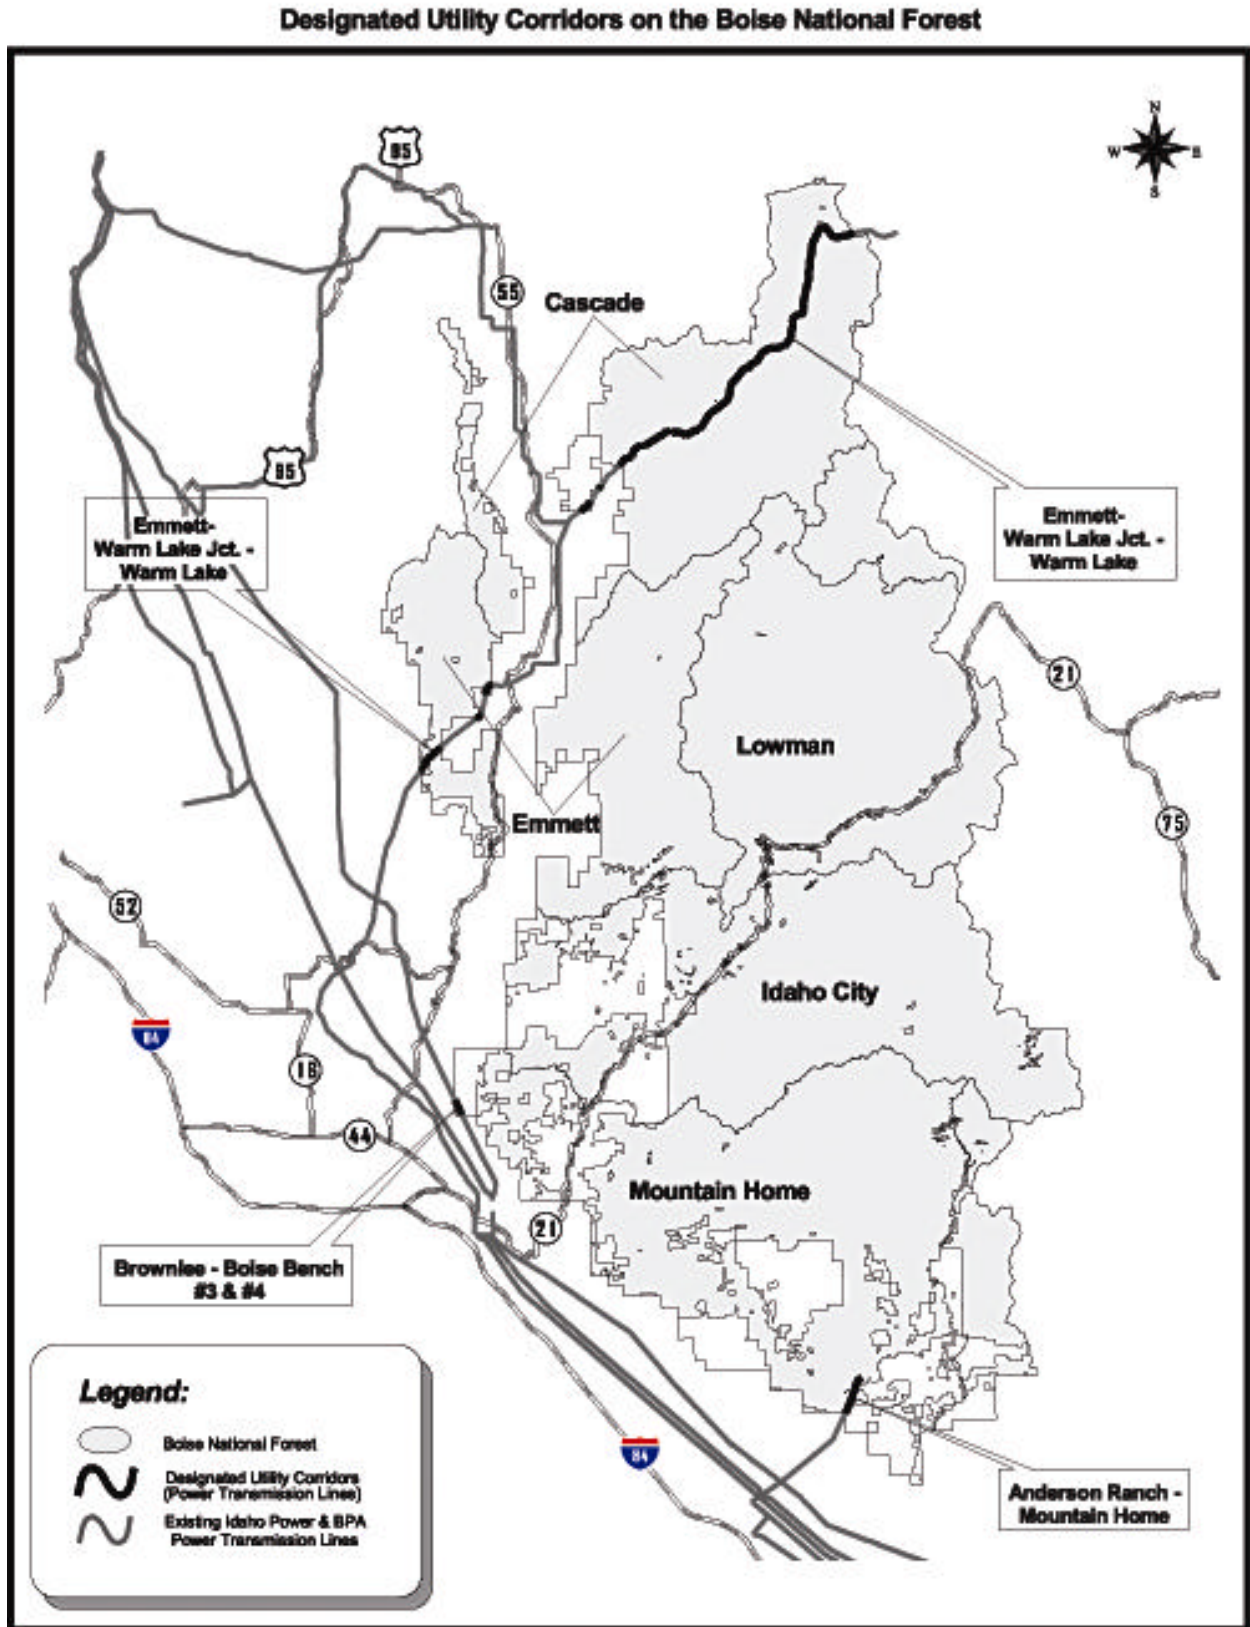 Designated Utility Corridors on the Boise National Forest
N
W E
S
95
55
Cascade
95
Emmett-
Warm Lake Jct. -
Warm Lake
Emmett-
Warm Lake Jct. -
Warm Lake
21
Lowman
75
Emmett
52
Idaho City
84
16
44
Mountain Home
21
Brownlee - Boise Bench
#3 & #4
Legend:
Boise National Forest
Designated Utility Corridors
(Power Transmission Lines)
Existing Idaho Power & BPA
Power Transmission Lines
84
Anderson Ranch -
Mountain Home